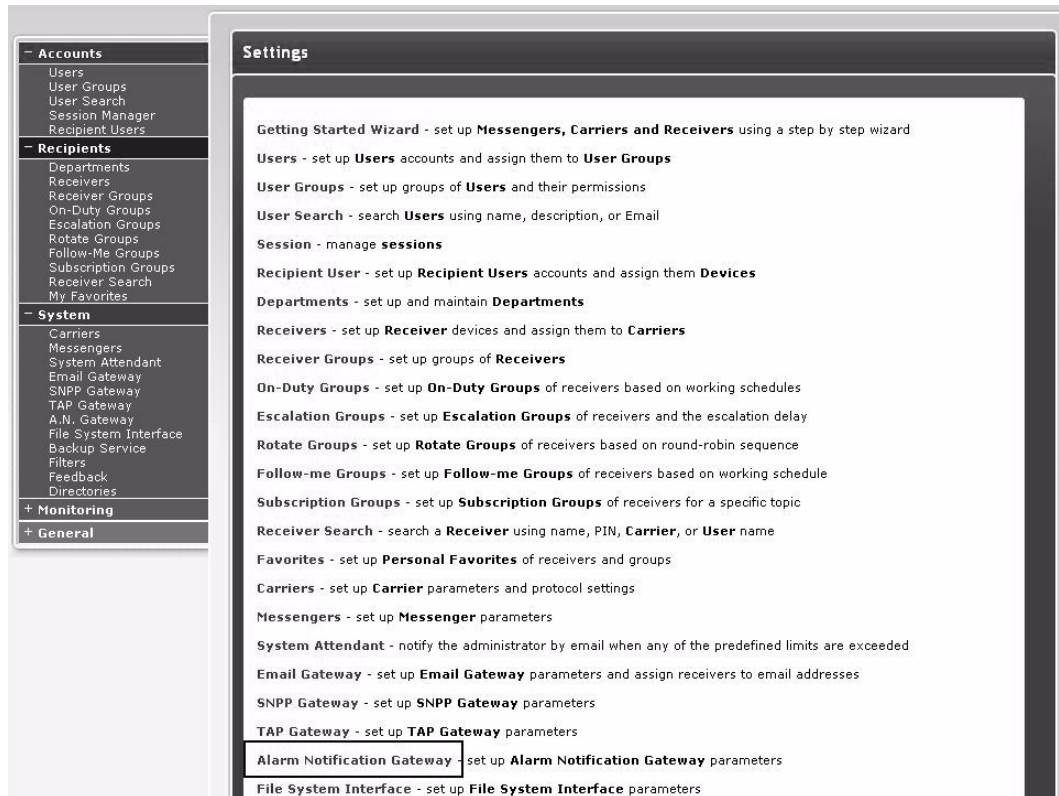 − Accounts
Users
User Groups
User Search
Session Manager
Recipient Users
− Recipients
Departments
Receivers
Receiver Groups
On-Duty Groups
Escalation Groups
Rotate Groups
Follow-Me Groups
Subscription Groups
Receiver Search
My Favorites
− System
Carriers
Messengers
System Attendant
Email Gateway
SNPP Gateway
TAP Gateway
A.N. Gateway
File System Interface
Backup Service
Filters
Feedback
Directories
+ Monitoring
+ General
Settings
Getting Started Wizard - set up Messengers, Carriers and Receivers using a step by step wizard
Users - set up Users accounts and assign them to User Groups
User Groups - set up groups of Users and their permissions
User Search - search Users using name, description, or Email
Session - manage sessions
Recipient User - set up Recipient Users accounts and assign them Devices
Departments - set up and maintain Departments
Receivers - set up Receiver devices and assign them to Carriers
Receiver Groups - set up groups of Receivers
On-Duty Groups - set up On-Duty Groups of receivers based on working schedules
Escalation Groups - set up Escalation Groups of receivers and the escalation delay
Rotate Groups - set up Rotate Groups of receivers based on round-robin sequence
Follow-me Groups - set up Follow-me Groups of receivers based on working schedule
Subscription Groups - set up Subscription Groups of receivers for a specific topic
Receiver Search - search a Receiver using name, PIN, Carrier, or User name
Favorites - set up Personal Favorites of receivers and groups
Carriers - set up Carrier parameters and protocol settings
Messengers - set up Messenger parameters
System Attendant - notify the administrator by email when any of the predefined limits are exceeded
Email Gateway - set up Email Gateway parameters and assign receivers to email addresses
SNPP Gateway - set up SNPP Gateway parameters
TAP Gateway - set up TAP Gateway parameters
Alarm Notification Gateway - set up Alarm Notification Gateway parameters
File System Interface - set up File System Interface parameters